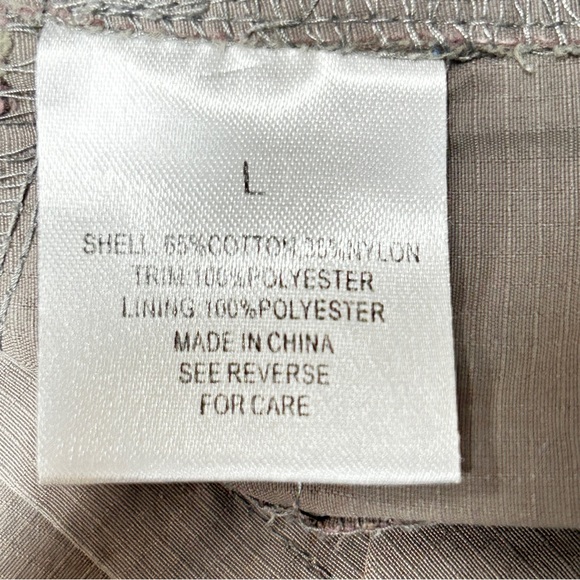 L
SHELL: 65%COTTON,35%NYLON
TRIM:100%POLYESTER
LINING:100%POLYESTER
MADE IN CHINA
SEE REVERSE
FOR CARE